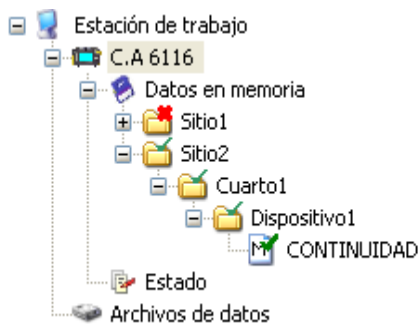 Estación de trabajo
C.A 6116
Datos en memoria
Sitio1
Sitio2
Cuarto1
Dispositivo1
CONTINUIDAD
Estado
Archivos de datos